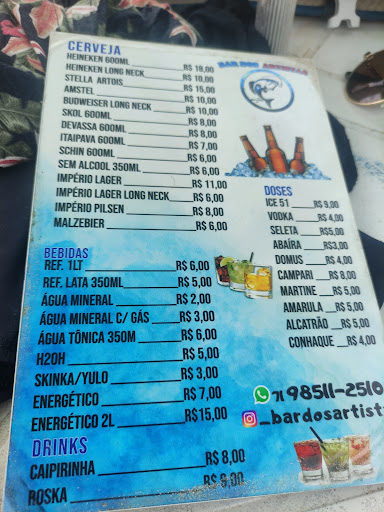 BAR DOS ARTISTAS
CERVEJA
HEINEKEN 600ML R$ 18,00
HEINEKEN LONG NECK R$ 10,00
STELLA ARTOIS R$ 15,00
AMSTEL R$ 10,00
BUDWEISER LONG NECK R$ 10,00
SKOL 600ML R$ 8,00
DEVASSA 600ML R$ 8,00
ITAIPAVA 600ML R$ 7,00
SCHIN 600ML R$ 6,00
SEM ALCOOL 350ML R$ 6,00
IMPÉRIO LAGER R$ 11,00
IMPÉRIO LAGER LONG NECK R$ 6,00
IMPÉRIO PILSEN R$ 8,00
MALZEBIER R$ 6,00
BEBIDAS
REF. 1LT R$ 6,00
REF. LATA 350ML R$ 5,00
ÁGUA MINERAL R$ 2,00
ÁGUA MINERAL C/ GÁS R$ 3,00
ÁGUA TÔNICA 350M R$ 6,00
H2OH R$ 5,00
SKINKA/YULO R$ 3,00
ENERGÉTICO R$ 7,00
ENERGÉTICO 2L R$15,00
DRINKS
CAIPIRINHA R$ 8,00
ROSKA R$ 9,00
DOSES
ICE 51 R$ 9,00
VODKA R$ 4,00
SELETA R$5,00
ABAÍRA R$3,00
DOMUS R$ 4,00
CAMPARI R$ 8,00
MARTINE R$ 5,00
AMARULA R$ 5,00
ALCATRÃO R$ 5,00
CONHAQUE R$ 4,00
71 98511-2510
_bardosartist